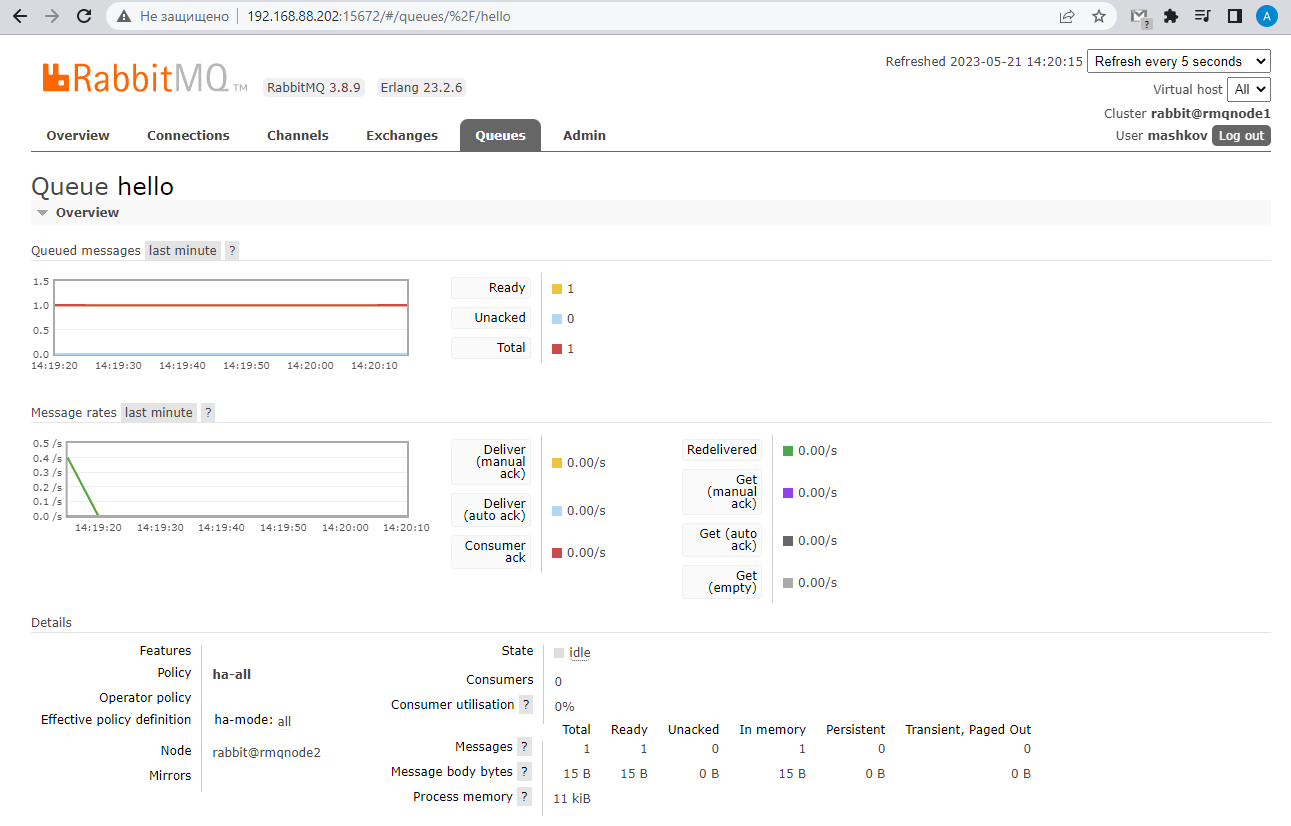 Не защищено 192.168.88.202:15672/#/queues/%2F/hello A
Refreshed 2023-05-21 14:20:15 Refresh every 5 seconds
RabbitMQ TM RabbitMQ 3.8.9 Erlang 23.2.6
Virtual host All
Cluster rabbit@rmqnode1
User mashkov Log out
Overview Connections Channels Exchanges Queues Admin
Queue hello
Overview
Queued messages last minute ?
1.5
1.0
0.5
0.0
14:19:20 14:19:30 14:19:40 14:19:50 14:20:00 14:20:10
Ready 1
Unacked 0
Total 1
Message rates last minute ?
0.5 /s
0.4 /s
0.3 /s
0.2 /s
0.1 /s
0.0 /s
14:19:20 14:19:30 14:19:40 14:19:50 14:20:00 14:20:10
Deliver
(manual
ack)
0.00/s
Deliver
(auto ack)
0.00/s
Consumer
ack
0.00/s
Redelivered 0.00/s
Get
(manual
ack)
0.00/s
Get (auto
ack)
0.00/s
Get
(empty)
0.00/s
Details
Features
Policy ha-all
Operator policy
Effective policy definition ha-mode: all
Node rabbit@rmqnode2
Mirrors
State idle
Consumers 0
Consumer utilisation ? 0%
Total Ready Unacked In memory Persistent Transient, Paged Out
Messages ? 1 1 0 1 0 0
Message body bytes ? 15 B 15 B 0 B 15 B 0 B 0 B
Process memory ? 11 kiB